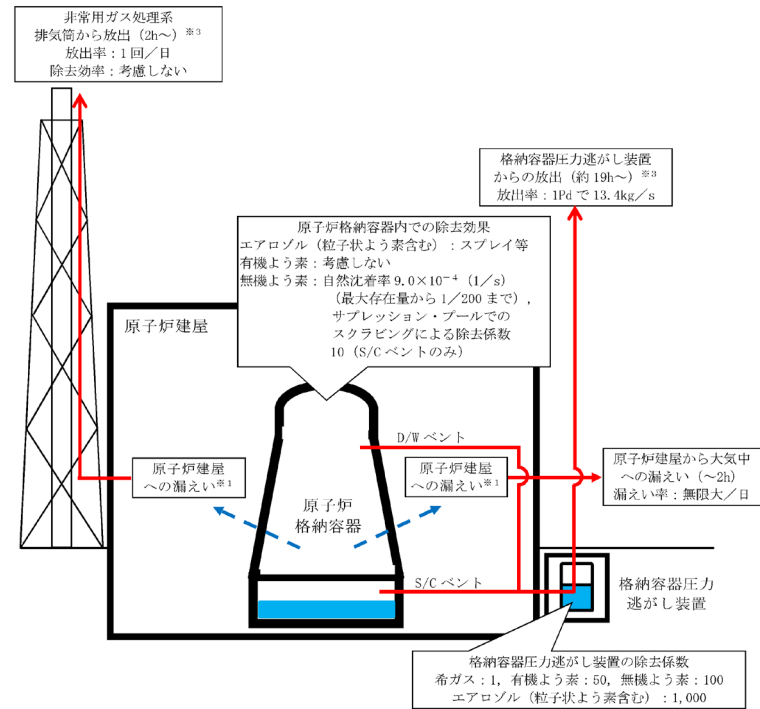 非常用ガス処理系
排気筒から放出（2h～）※3
放出率：1回／日
除去効率：考慮しない
格納容器圧力逃がし装置
からの放出（約19h～）※3
放出率：1Pdで13.4kg／s
原子炉格納容器内での除去効果
エアロゾル（粒子状よう素含む）：スプレイ等
有機よう素：考慮しない
無機よう素：自然沈着率9.0×10－4（1／s）
（最大存在量から1／200まで），
サプレッション・プールでの
スクラビングによる除去係数
10（S/Cベントのみ）
原子炉建屋
D/Wベント
原子炉建屋
への漏えい※1
原子炉建屋
への漏えい※1
原子炉建屋から大気中
への漏えい（～2h）
漏えい率：無限大／日
原子炉
格納容器
S/Cベント
格納容器圧力
逃がし装置
格納容器圧力逃がし装置の除去係数
希ガス：1，有機よう素：50，無機よう素：100
エアロゾル（粒子状よう素含む）：1,000